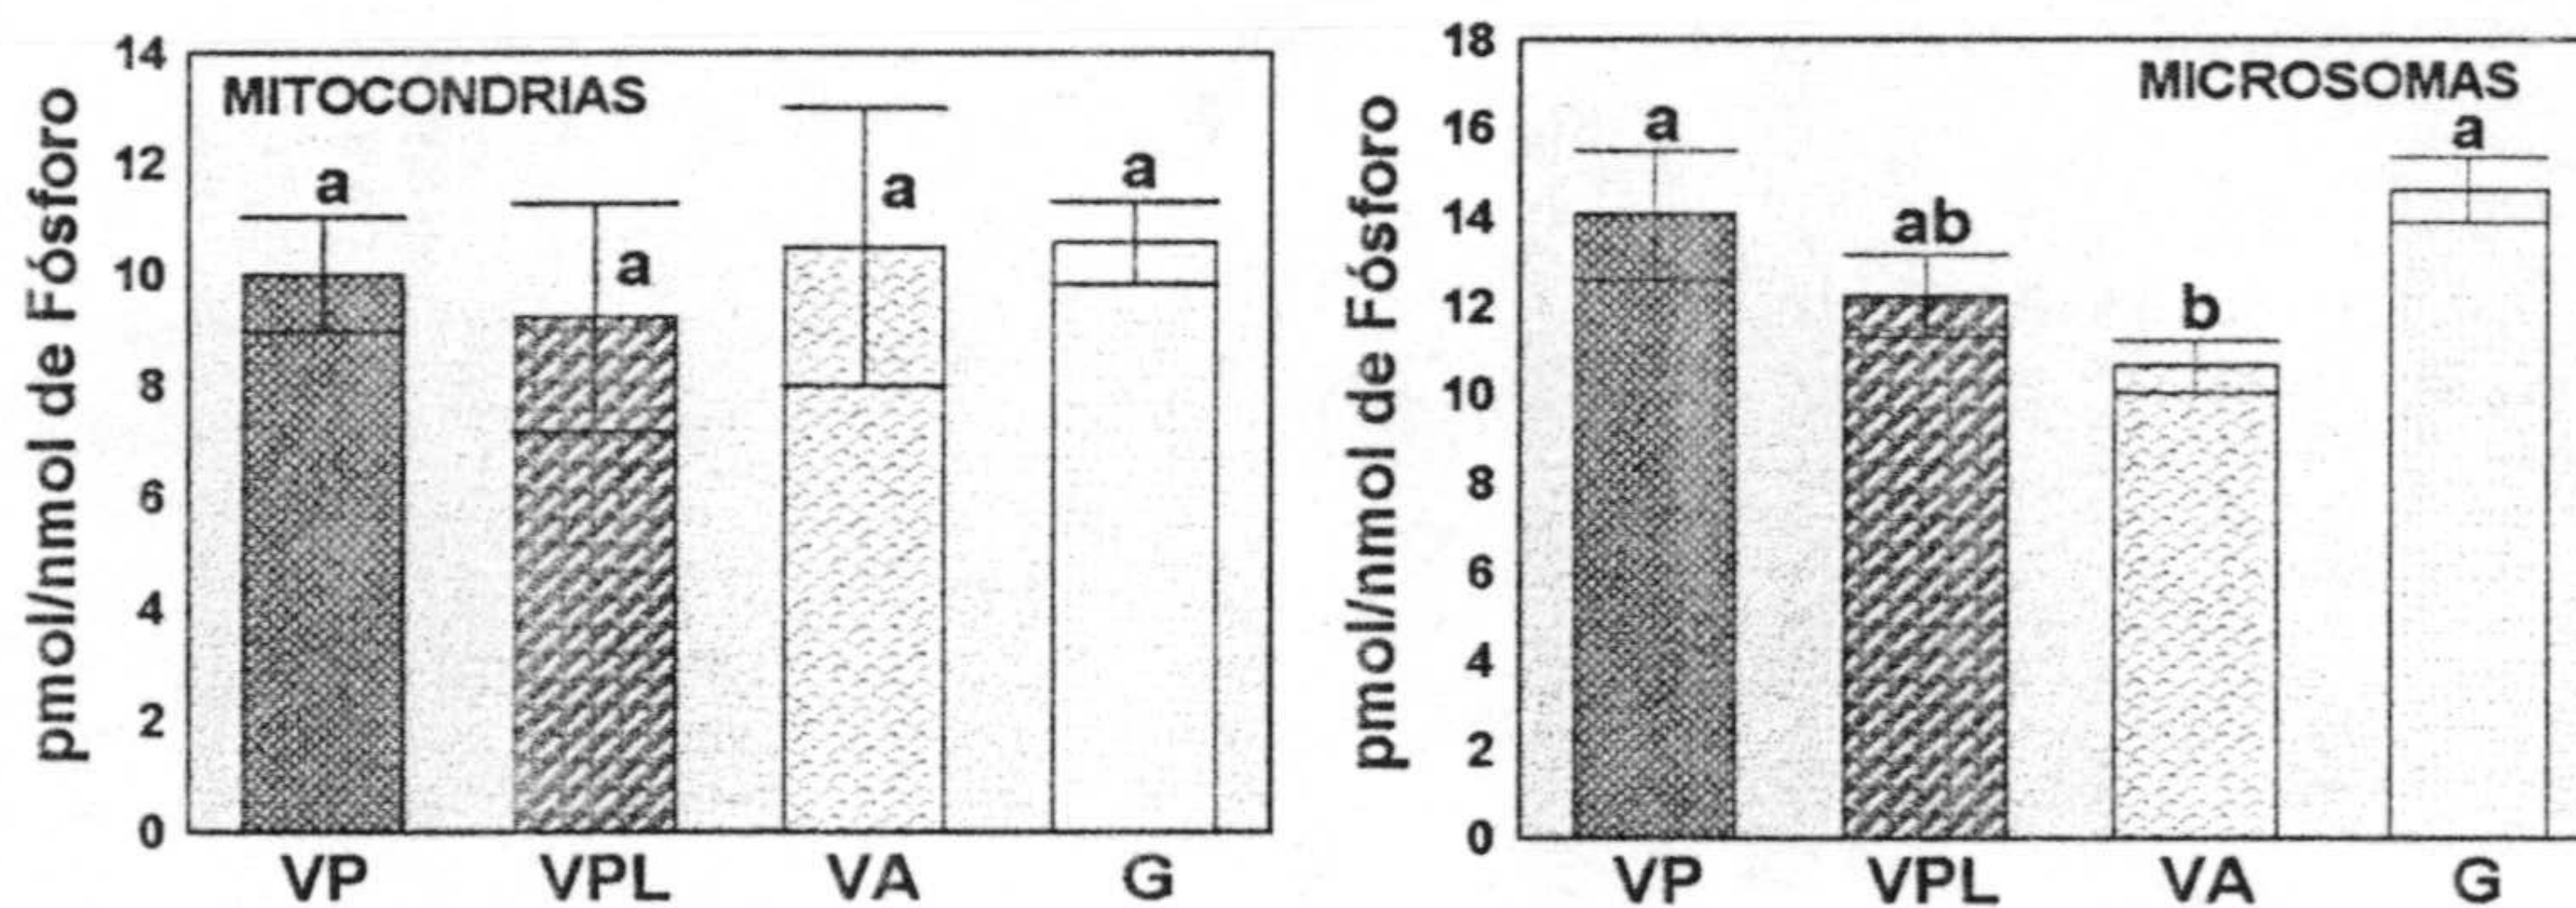 MITOCONDRIAS
pmol/nmol de Fósforo
14
12
10
8
6
4
2
0
a
a
a
a
VP VPL VA G
MICROSOMAS
pmol/nmol de Fósforo
18
16
14
12
10
8
6
4
2
0
a
ab
b
a
VP VPL VA G